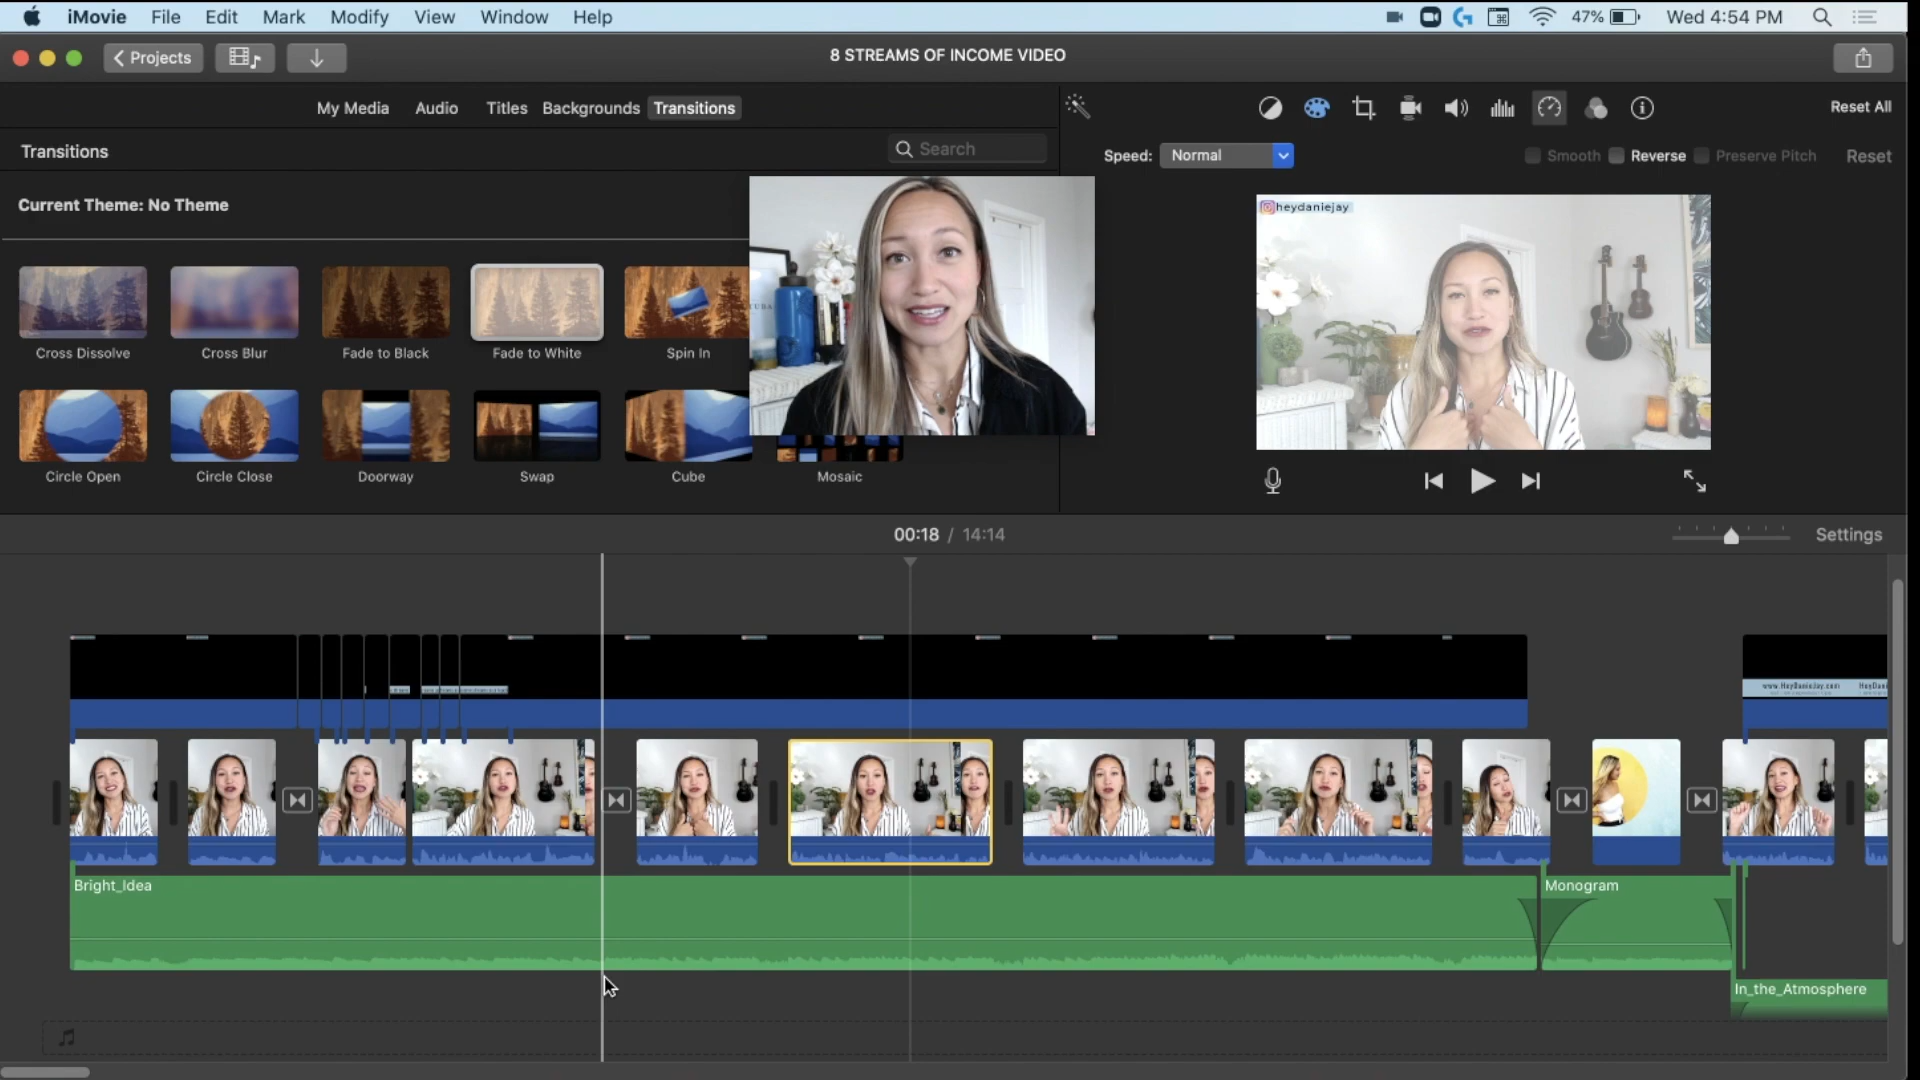 iMovie File Edit Mark Modify View Window Help 47% Wed 4:54 PM
Projects 8 STREAMS OF INCOME VIDEO
My Media Audio Titles Backgrounds Transitions Reset All
Transitions Search Speed: Normal Smooth Reverse Preserve Pitch Reset
Current Theme: No Theme
heydaniejay
Cross Dissolve Cross Blur Fade to Black Fade to White Spin In
Circle Open Circle Close Doorway Swap Cube Mosaic
00:18 / 14:14 Settings
www.HeyDanieJay.com
Bright_Idea Monogram
In_the_Atmosphere